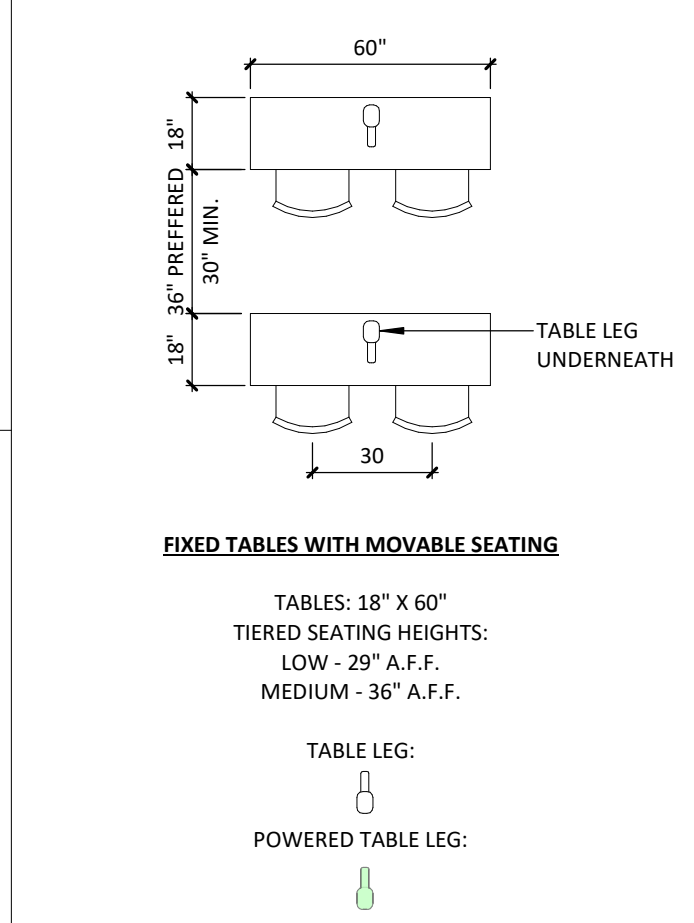 60"
18"
36" PREFFERED
30" MIN.
18"
TABLE LEG
UNDERNEATH
30
FIXED TABLES WITH MOVABLE SEATING
TABLES: 18" X 60"
TIERED SEATING HEIGHTS:
LOW - 29" A.F.F.
MEDIUM - 36" A.F.F.
TABLE LEG:
POWERED TABLE LEG: